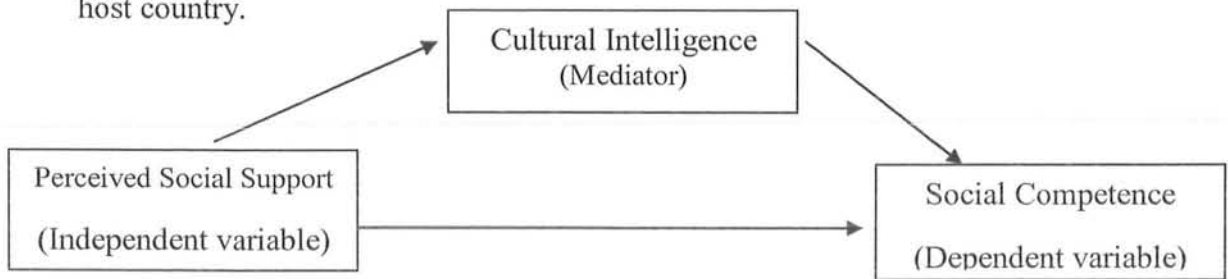 host country.
Cultural Intelligence
(Mediator)
Perceived Social Support
(Independent variable)
Social Competence
(Dependent variable)